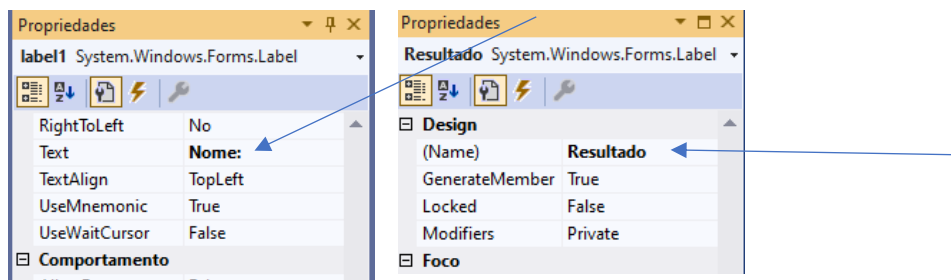 Propriedades
label1 System.Windows.Forms.Label
RightToLeft No
Text Nome:
TextAlign TopLeft
UseMnemonic True
UseWaitCursor False
Comportamento
Propriedades
Resultado System.Windows.Forms.Label
Design
(Name) Resultado
GenerateMember True
Locked False
Modifiers Private
Foco